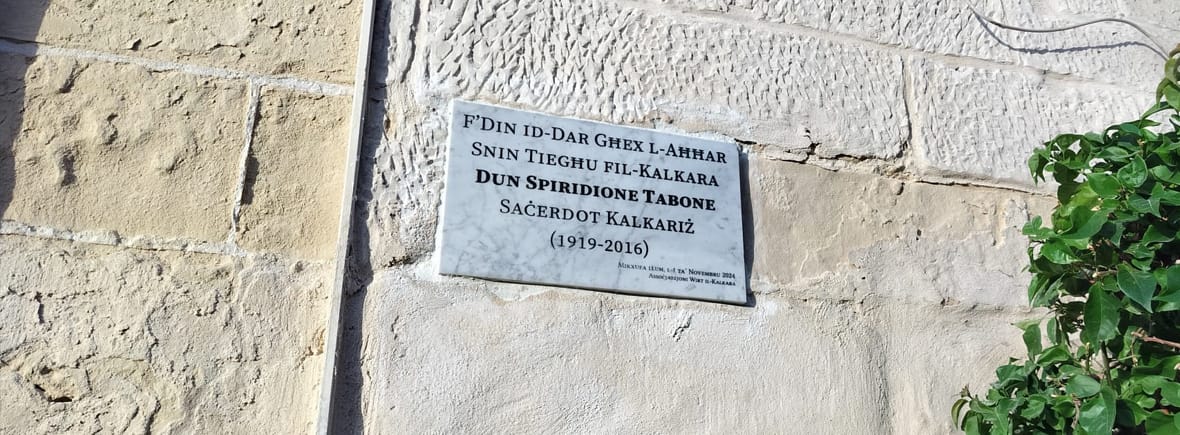 F'Din id-Dar Għex l-Aħħar
Snin Tiegħu fil-Kalkara
Dun Spiridione Tabone
Saċerdot Kalkariż
(1919-2016)
Mikxufa llum, l-1 ta' Novembru 2024
Assoċjazzjoni Wirt il-Kalkara